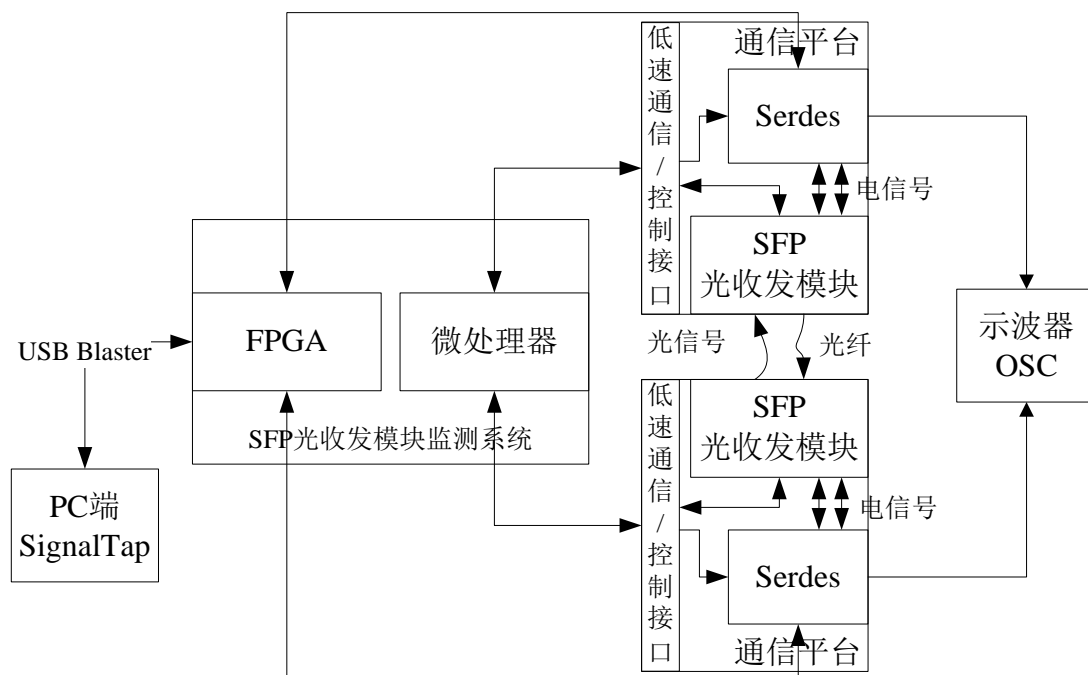 通信平台
低速通信/控制接口
Serdes
电信号
SFP
光收发模块
FPGA
微处理器
SFP光收发模块监测系统
USB Blaster
PC端
SignalTap
光信号
光纤
示波器
OSC
低速通信/控制接口
SFP
光收发模块
电信号
Serdes
通信平台